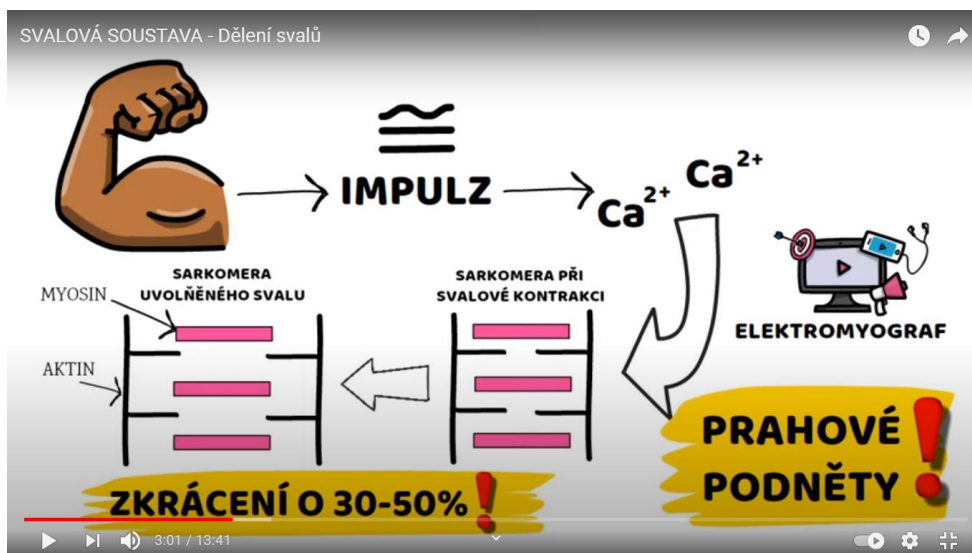 SVALOVÁ SOUSTAVA - Dělení svalů
IMPULZ
Ca²⁺
Ca²⁺
MYOSIN
SARKOMERA
UVOLŇĚNÉHO SVALU
SARKOMERA PŘI
SVALOVÉ KONTRAKCI
ELEKTROMYOGRAF
AKTIN
PRAHOVÉ
PODNĚTY!
ZKRÁCENÍ O 30-50%!
3:01 / 13:41